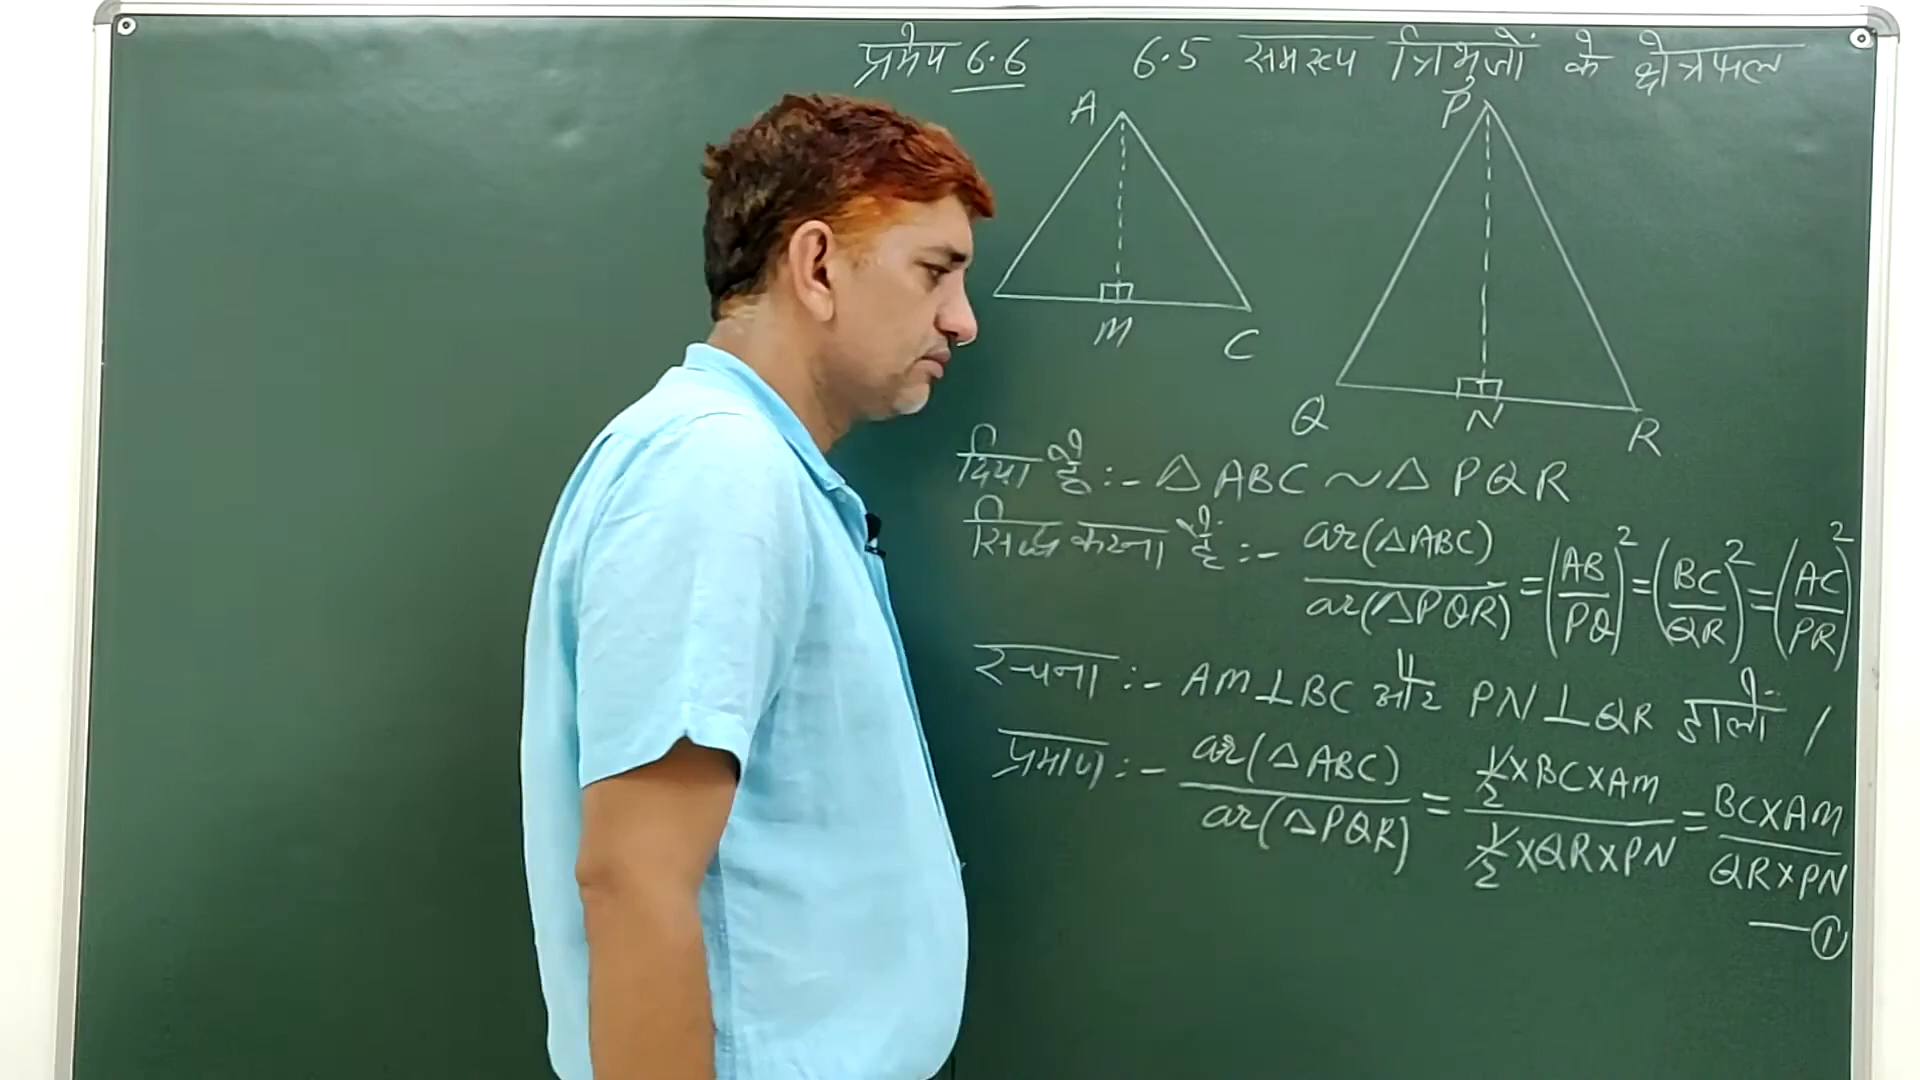 प्रमेय 6.6 6.5 समरूप त्रिभुजों के क्षेत्रफल
A P
M C
Q N R
दिया है :- △ ABC ~ △ PQR
सिद्ध करना है :- ar(△ABC)/ar(△PQR) = (AB/PQ)² = (BC/QR)² = (AC/PR)²
रचना :- AM⊥BC और PN⊥QR डालो ।
प्रमाण :- ar(△ABC)/ar(△PQR) = (1/2×BC×AM)/(1/2×QR×PN) = (BC×AM)/(QR×PN)
—①